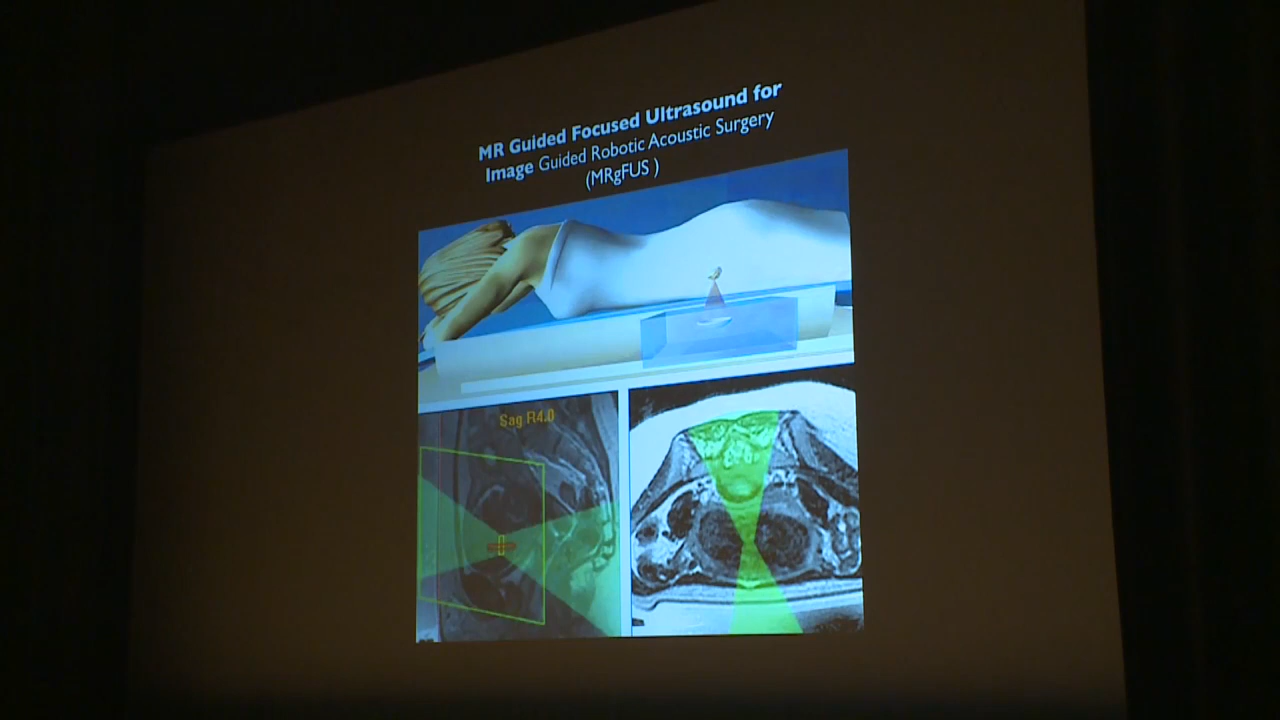 MR Guided Focused Ultrasound for
Image Guided Robotic Acoustic Surgery
(MRgFUS )
Sag R4.0